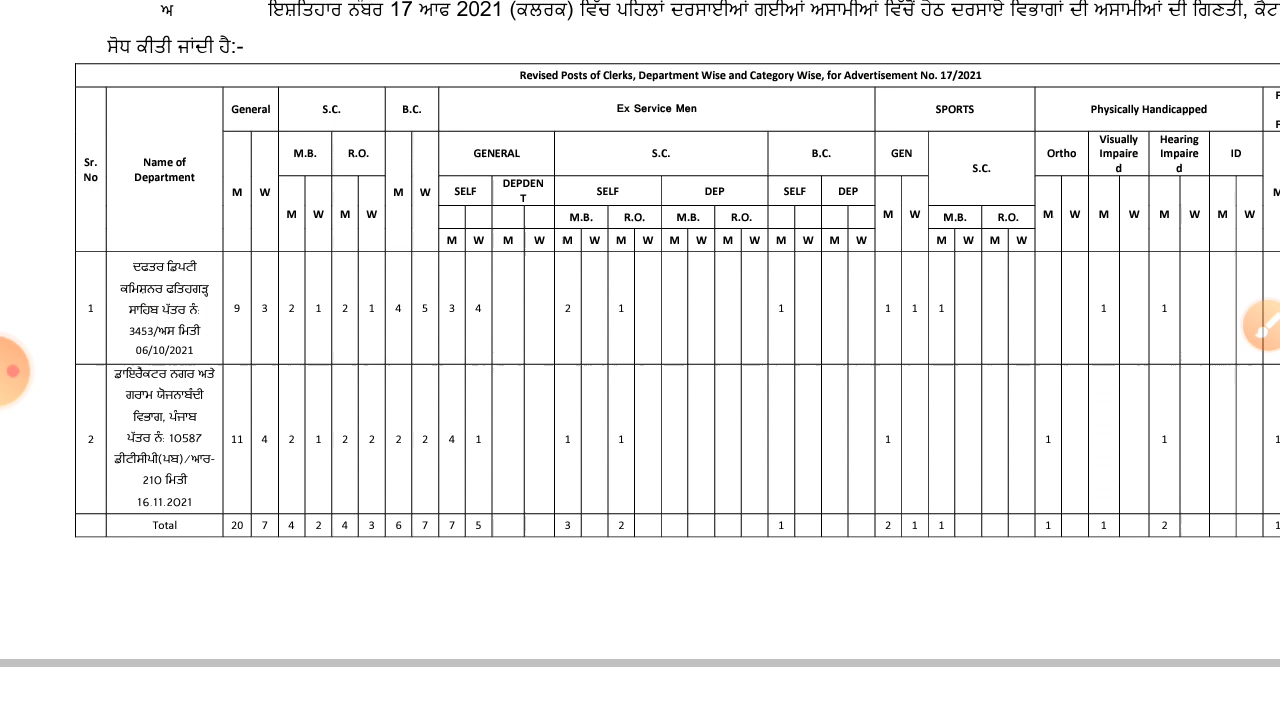 ਅ ਇਸ਼ਤਿਹਾਰ ਨੰਬਰ 17 ਆਫ 2021 (ਕਲਰਕ) ਵਿੱਚ ਪਹਿਲਾਂ ਦਰਸਾਈਆਂ ਗਈਆਂ ਅਸਾਮੀਆਂ ਵਿੱਚੋਂ ਹੇਠ ਦਰਸਾਏ ਵਿਭਾਗਾਂ ਦੀ ਅਸਾਮੀਆਂ ਦੀ ਗਿਣਤੀ,
ਸੋਧ ਕੀਤੀ ਜਾਂਦੀ ਹੈ:-
Revised Posts of Clerks, Department Wise and Category Wise, for Advertisement No. 17/2021
Sr. No Name of Department General S.C. B.C. Ex Service Men SPORTS Physically Handicapped
M.B. R.O. GENERAL S.C. B.C. GEN S.C. Ortho Visually Impaire d Hearing Impaire d ID
SELF DEPDEN T SELF DEP SELF DEP
M W M W M.B. R.O. M.B. R.O. M W M.B. R.O. M W M W M W M W M
M W M W M W M W M W M W M W M W M W M W M W M W
ਦਫਤਰ ਡਿਪਟੀ
ਕਮਿਸ਼ਨਰ ਫਤਿਹਗੜ੍ਹ
1 ਸਾਹਿਬ ਪੱਤਰ ਨੰ: 9 3 2 1 2 1 4 5 3 4 2 1 1 1 1 1 1 1
3453/ਅਸ ਮਿਤੀ
06/10/2021
ਡਾਇਰੈਕਟਰ ਨਗਰ ਅਤੇ
ਗਰਾਮ ਯੋਜਨਾਬੰਦੀ
ਵਿਭਾਗ, ਪੰਜਾਬ
2 ਪੱਤਰ ਨੰ: 10587 11 4 2 1 2 2 2 2 4 1 1 1 1 1 1 1
ਡੀਟੀਸੀਪੀ(ਪਬ)/ਆਰ-
210 ਮਿਤੀ
16.11.2021
Total 20 7 4 2 4 3 6 7 7 5 3 2 1 2 1 1 1 1 2 1